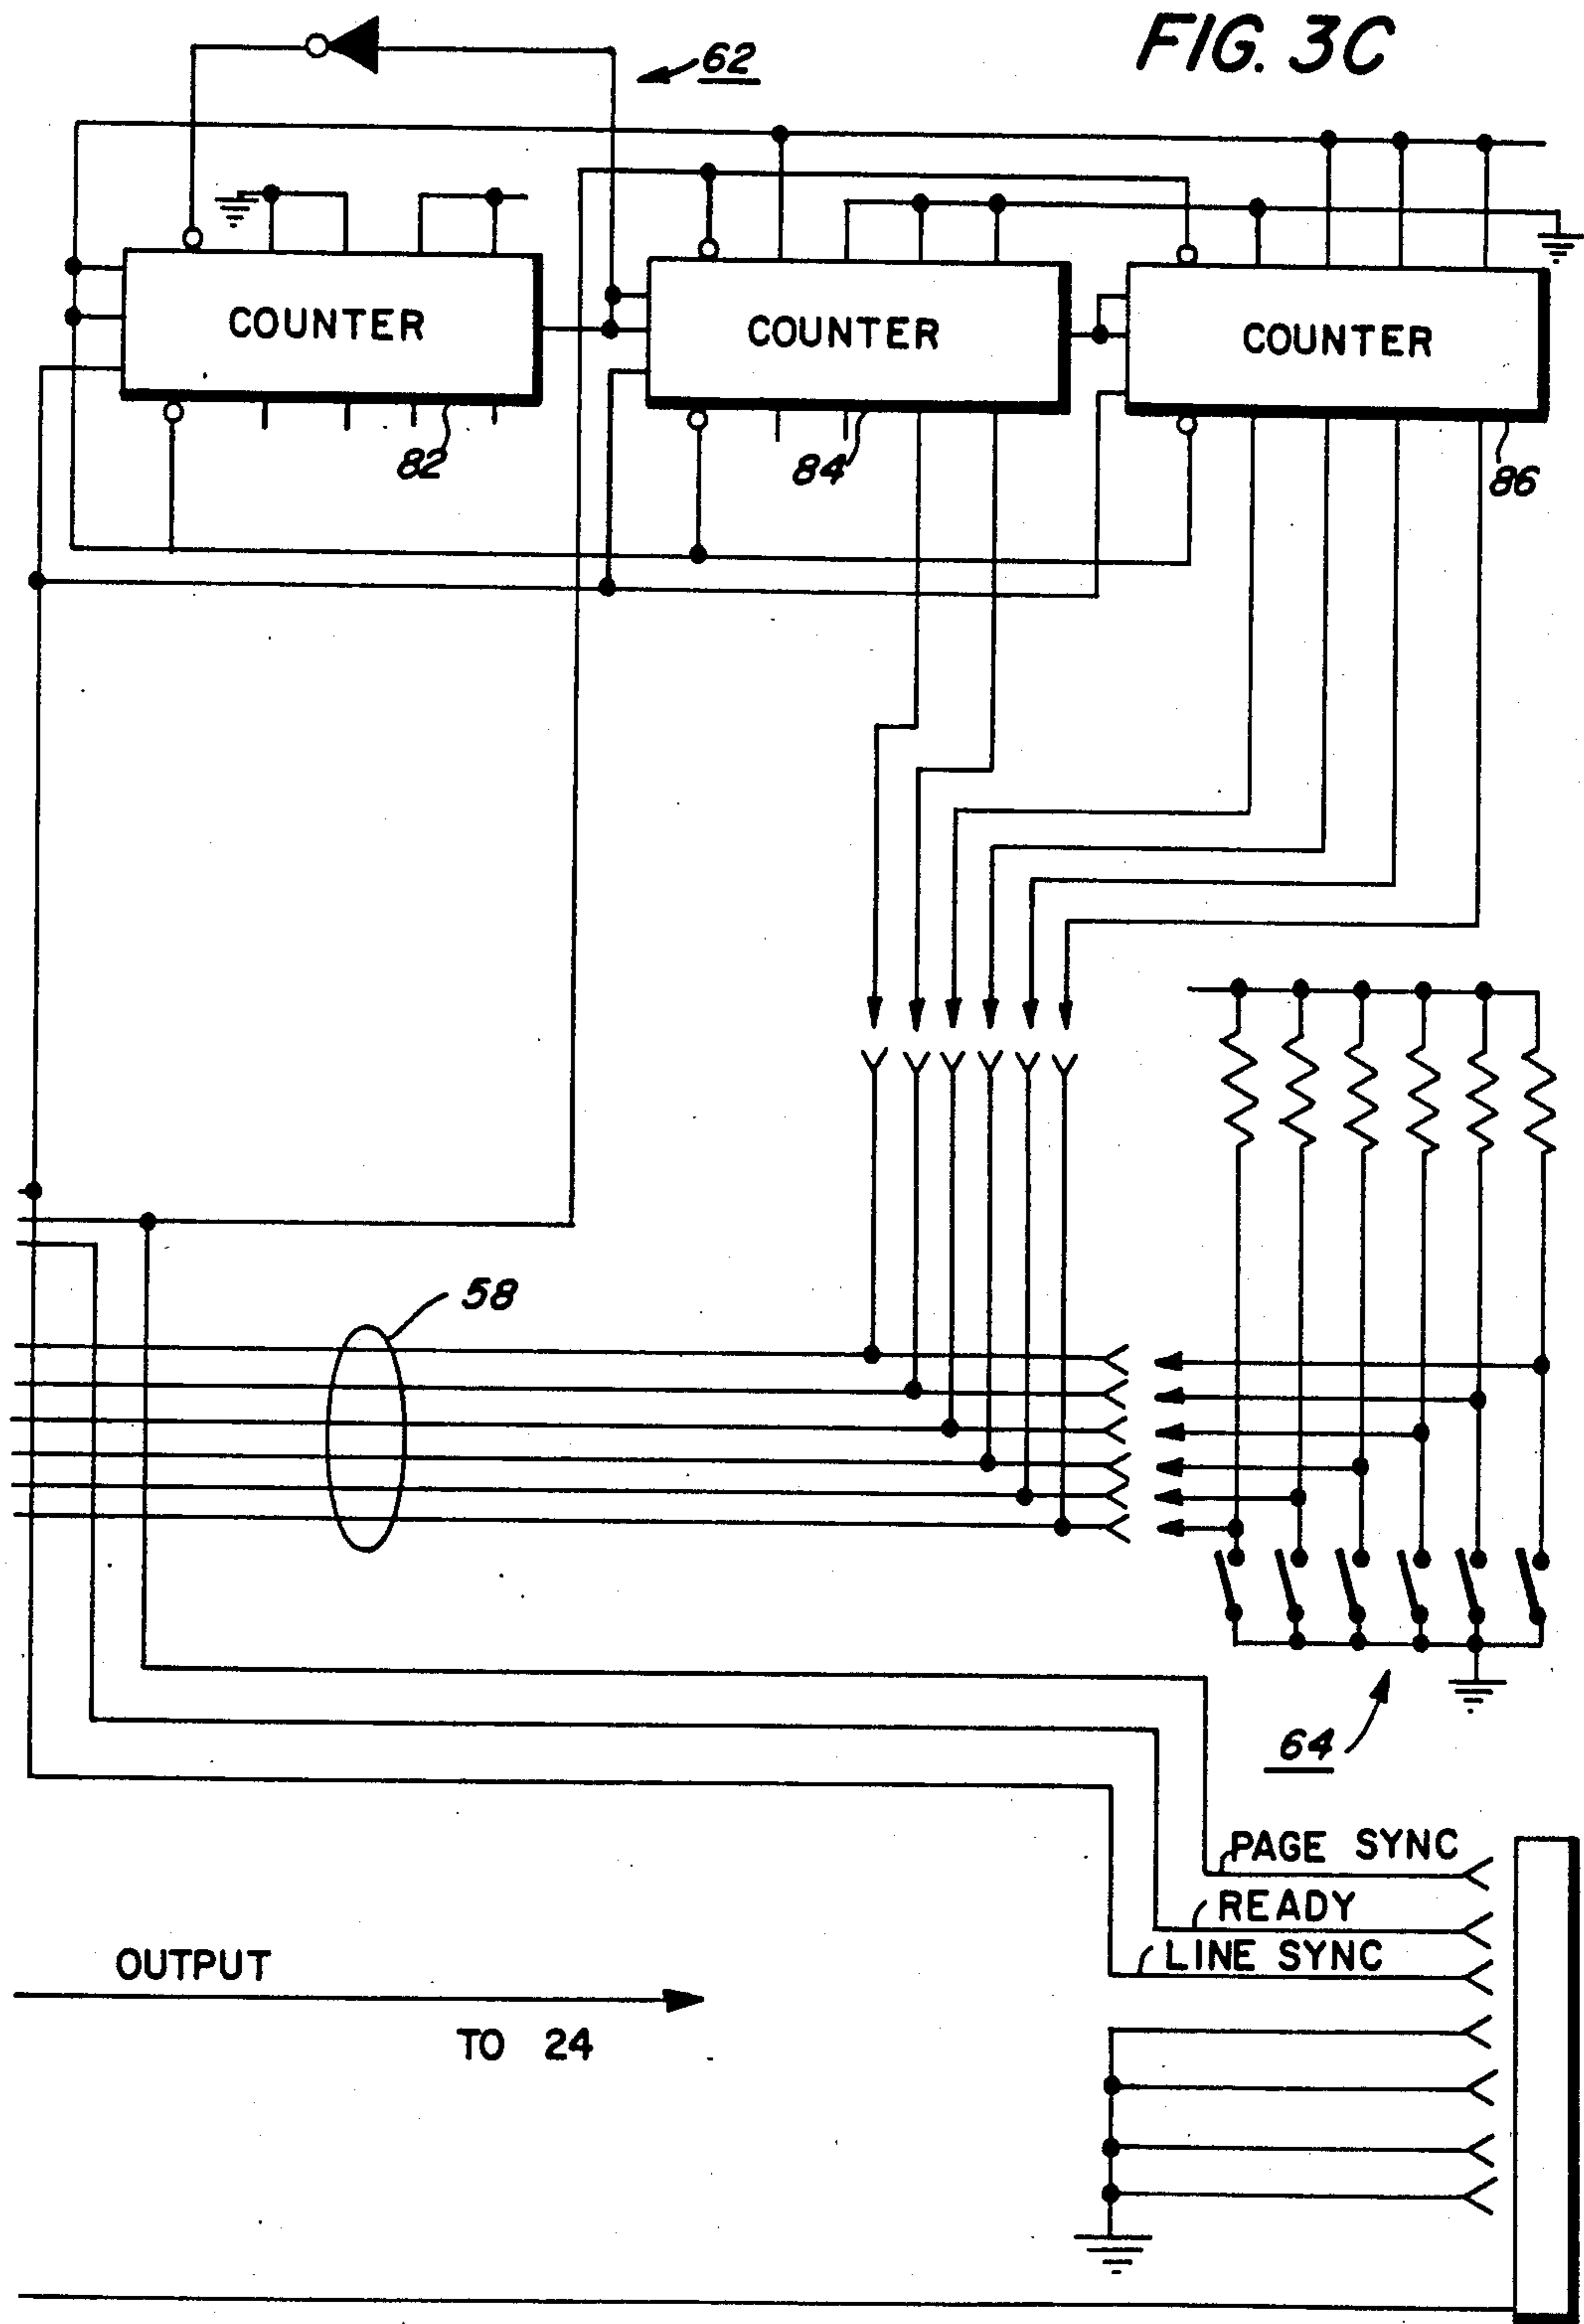 FIG. 3C
62
COUNTER
COUNTER
COUNTER
82
84
86
58
64
PAGE SYNC
READY
LINE SYNC
OUTPUT
TO 24